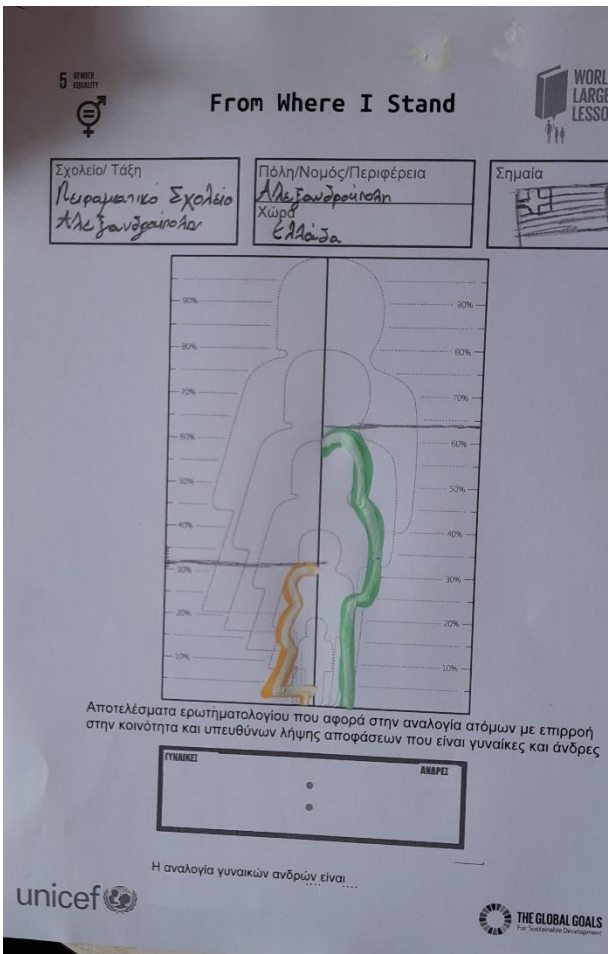 5 GENDER
EQUALITY
From Where I Stand
WORL
LARGE
LESSO
Σχολείο/ Τάξη
Πειραματικό Σχολείο
Αλεξανδρούπολη
Πόλη/Νομός/Περιφέρεια
Αλεξανδρούπολη
Χώρα
Ελλάδα
Σημαία
90% 90%
80% 80%
70% 70%
60% 60%
50% 50%
40% 40%
30% 30%
20% 20%
10% 10%
Αποτελέσματα ερωτηματολογίου που αφορά στην αναλογία ατόμων με επιρροή
στην κοινότητα και υπευθύνων λήψης αποφάσεων που είναι γυναίκες και άνδρες
ΓΥΝΑΙΚΕΣ ΑΝΔΡΕΣ
:
Η αναλογία γυναικών ανδρών είναι
unicef
THE GLOBAL GOALS
For Sustainable Development